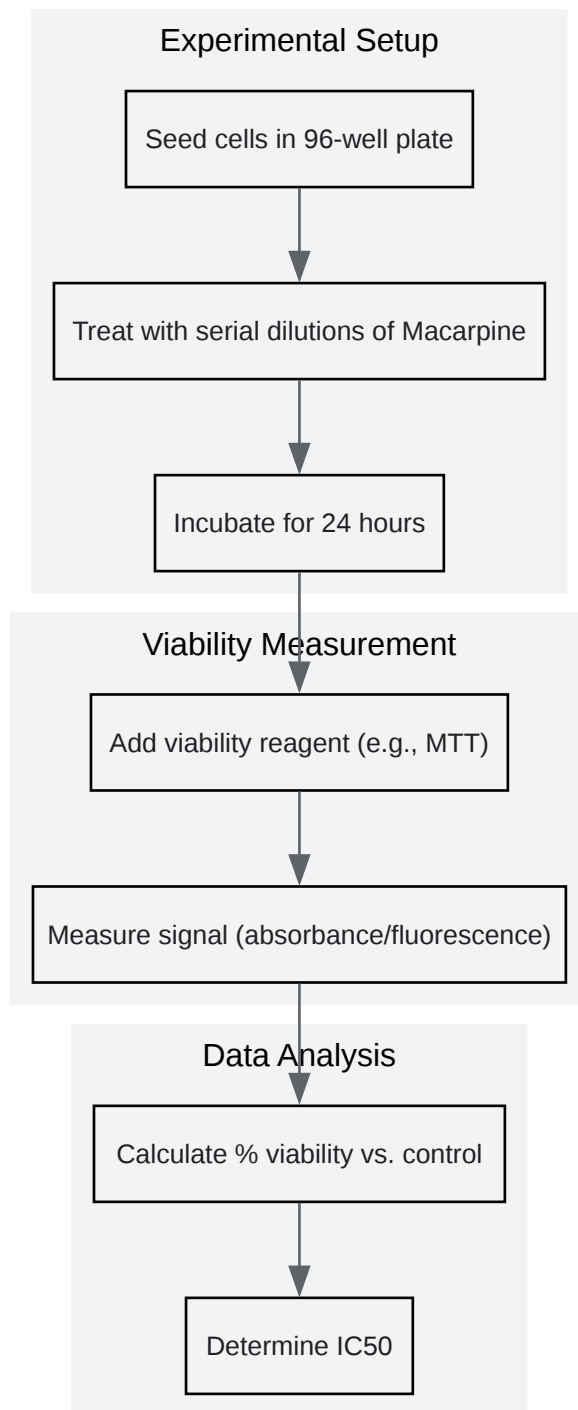 Experimental Setup
Seed cells in 96-well plate
Treat with serial dilutions of Macarpine
Incubate for 24 hours
Viability Measurement
Add viability reagent (e.g., MTT)
Measure signal (absorbance/fluorescence)
Data Analysis
Calculate % viability vs. control
Determine IC50